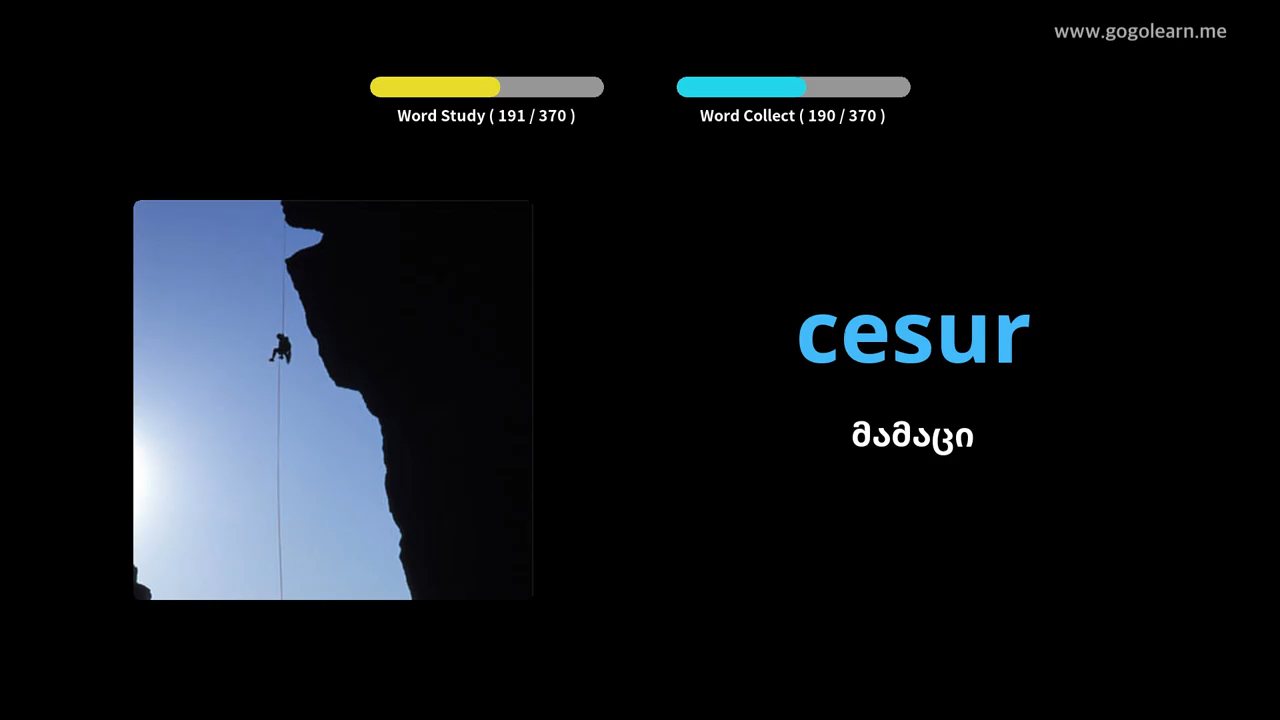 www.gogolearn.me
Word Study ( 191 / 370 )
Word Collect ( 190 / 370 )
cesur
მამაცი